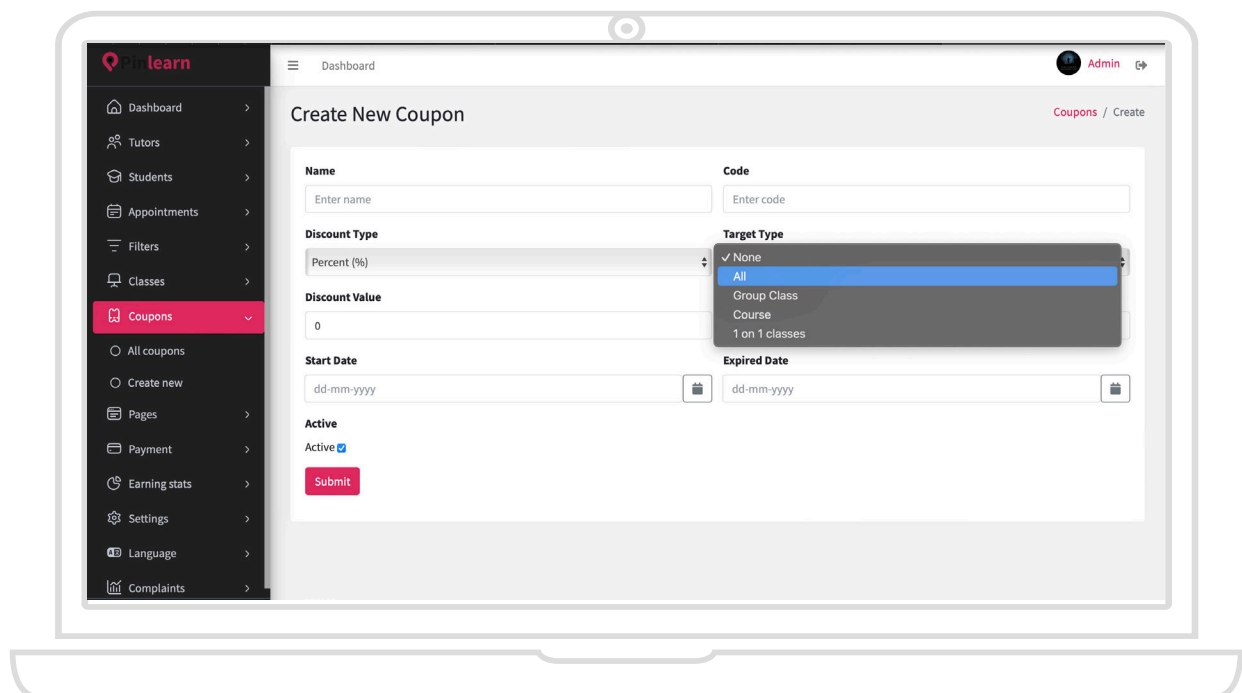 Pinlearn
Dashboard
Admin
Dashboard
Tutors
Students
Appointments
Filters
Classes
Coupons
All coupons
Create new
Pages
Payment
Earning stats
Settings
Language
Complaints
Create New Coupon
Coupons / Create
Name
Code
Enter name
Enter code
Discount Type
Target Type
Percent (%)
✓ None
All
Group Class
Course
1 on 1 classes
Discount Value
0
Start Date
Expired Date
dd-mm-yyyy
dd-mm-yyyy
Active
Active
Submit